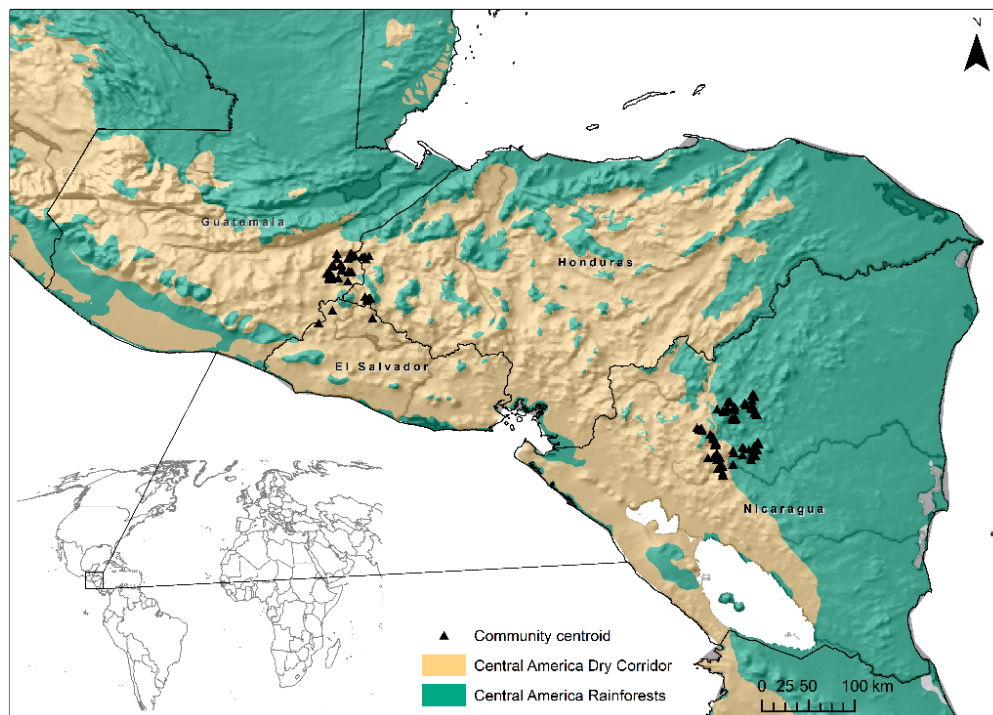 N
Guatemala
Honduras
El Salvador
Nicaragua
Community centroid
Central America Dry Corridor
Central America Rainforests
0 25 50 100 km